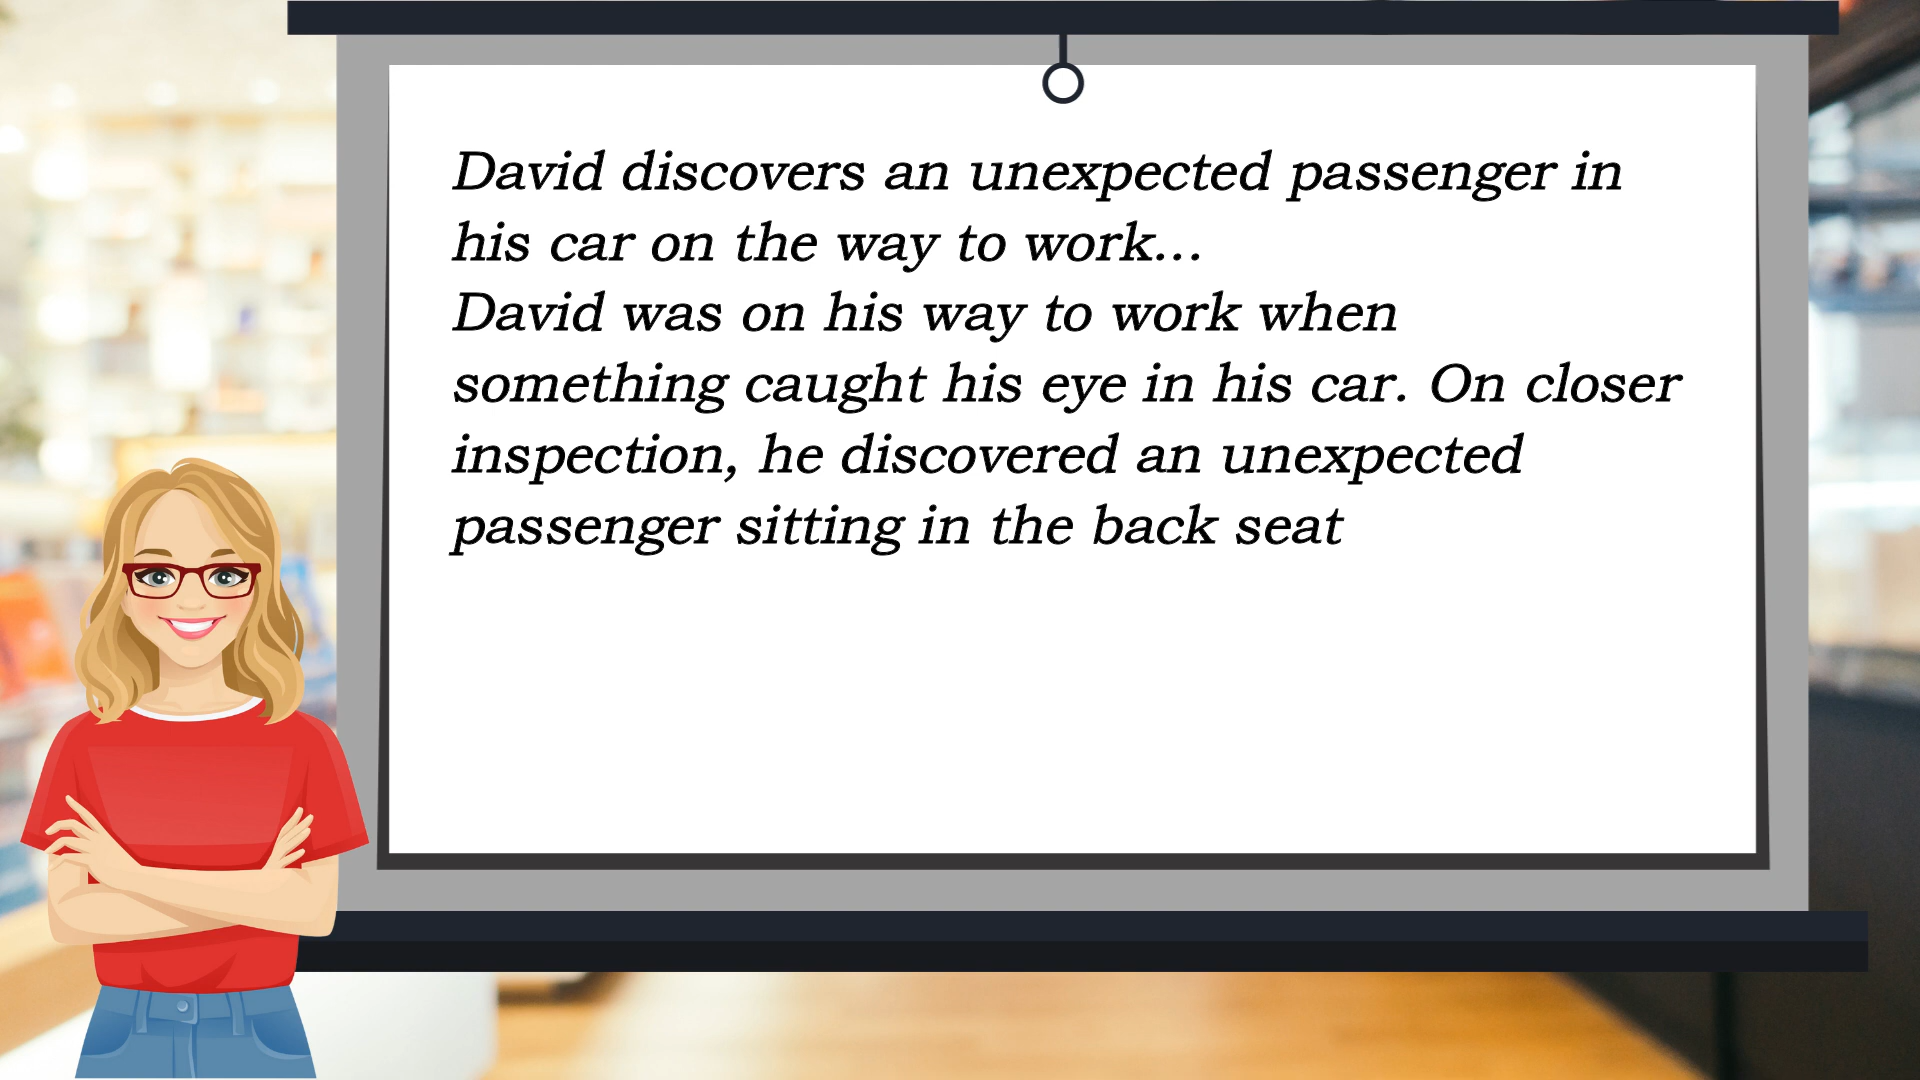 David discovers an unexpected passenger in
his car on the way to work...
David was on his way to work when
something caught his eye in his car. On closer
inspection, he discovered an unexpected
passenger sitting in the back seat